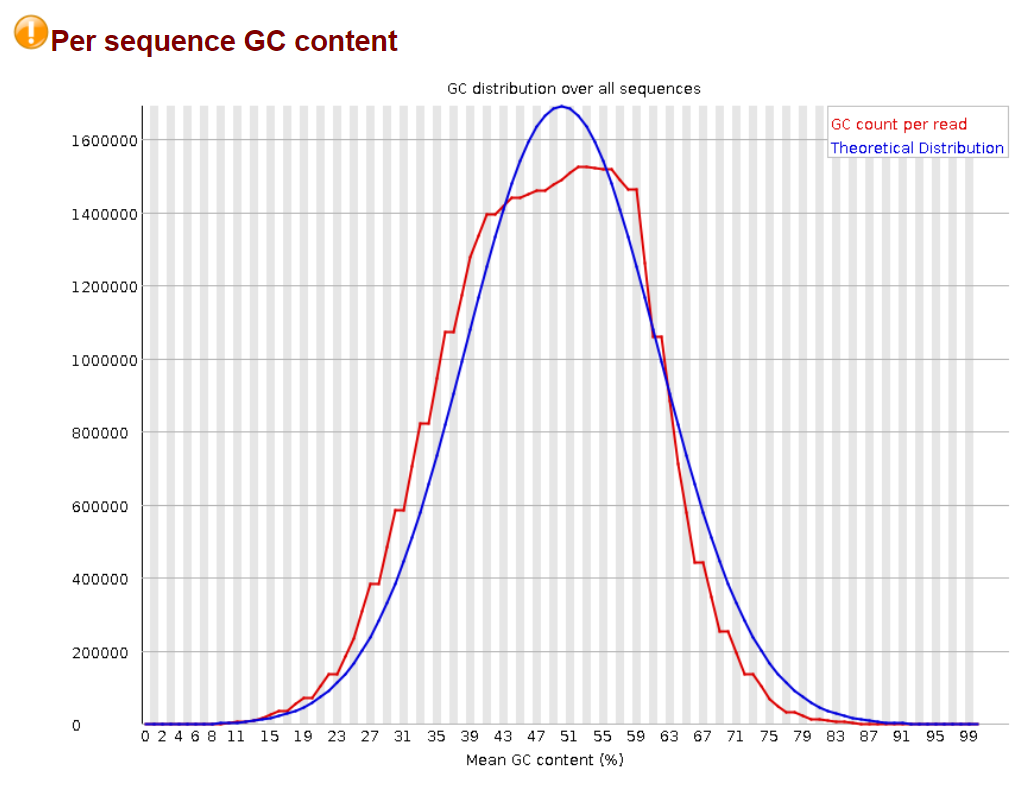 Per sequence GC content
GC distribution over all sequences
GC count per read
Theoretical Distribution
1600000
1400000
1200000
1000000
800000
600000
400000
200000
0
0 2 4 6 8 11 15 19 23 27 31 35 39 43 47 51 55 59 63 67 71 75 79 83 87 91 95 99
Mean GC content (%)